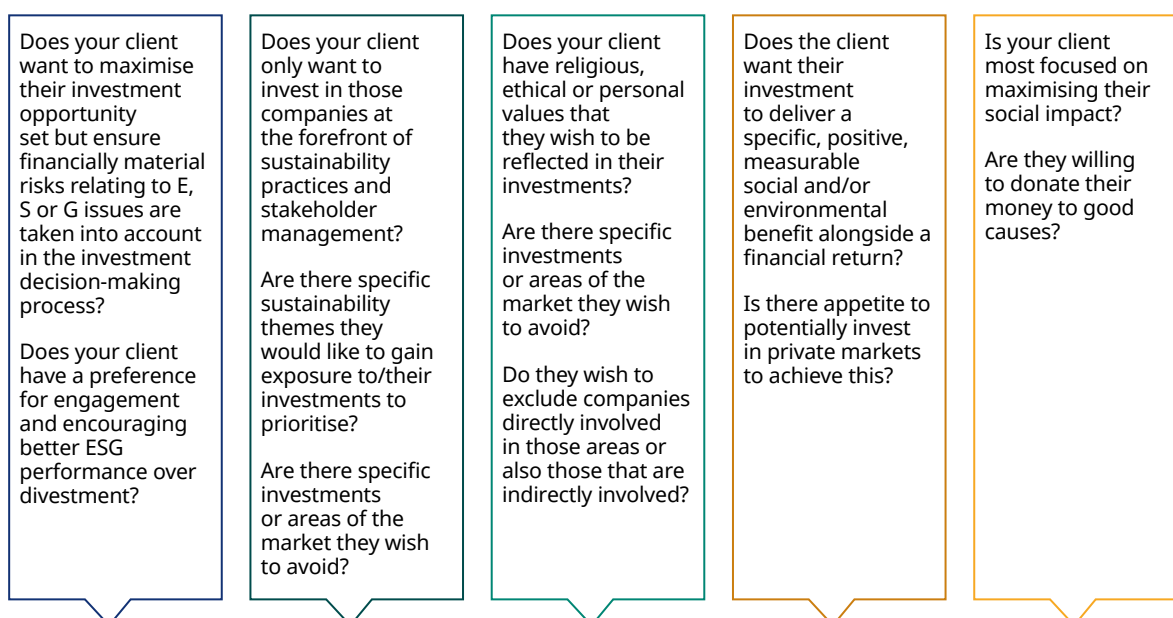 Does your client
want to maximise
their investment
opportunity
set but ensure
financially material
risks relating to E,
S or G issues are
taken into account
in the investment
decision-making
process?
Does your client
have a preference
for engagement
and encouraging
better ESG
performance over
divestment?
Does your client
only want to
invest in those
companies at
the forefront of
sustainability
practices and
stakeholder
management?
Are there specific
sustainability
themes they
would like to gain
exposure to/their
investments to
prioritise?
Are there specific
investments
or areas of the
market they wish
to avoid?
Does your client
have religious,
ethical or personal
values that
they wish to be
reflected in their
investments?
Are there specific
investments
or areas of the
market they wish
to avoid?
Do they wish to
exclude companies
directly involved
in those areas or
also those that are
indirectly involved?
Does the client
want their
investment
to deliver a
specific, positive,
measurable
social and/or
environmental
benefit alongside a
financial return?
Is there appetite to
potentially invest
in private markets
to achieve this?
Is your client
most focused on
maximising their
social impact?
Are they willing
to donate their
money to good
causes?